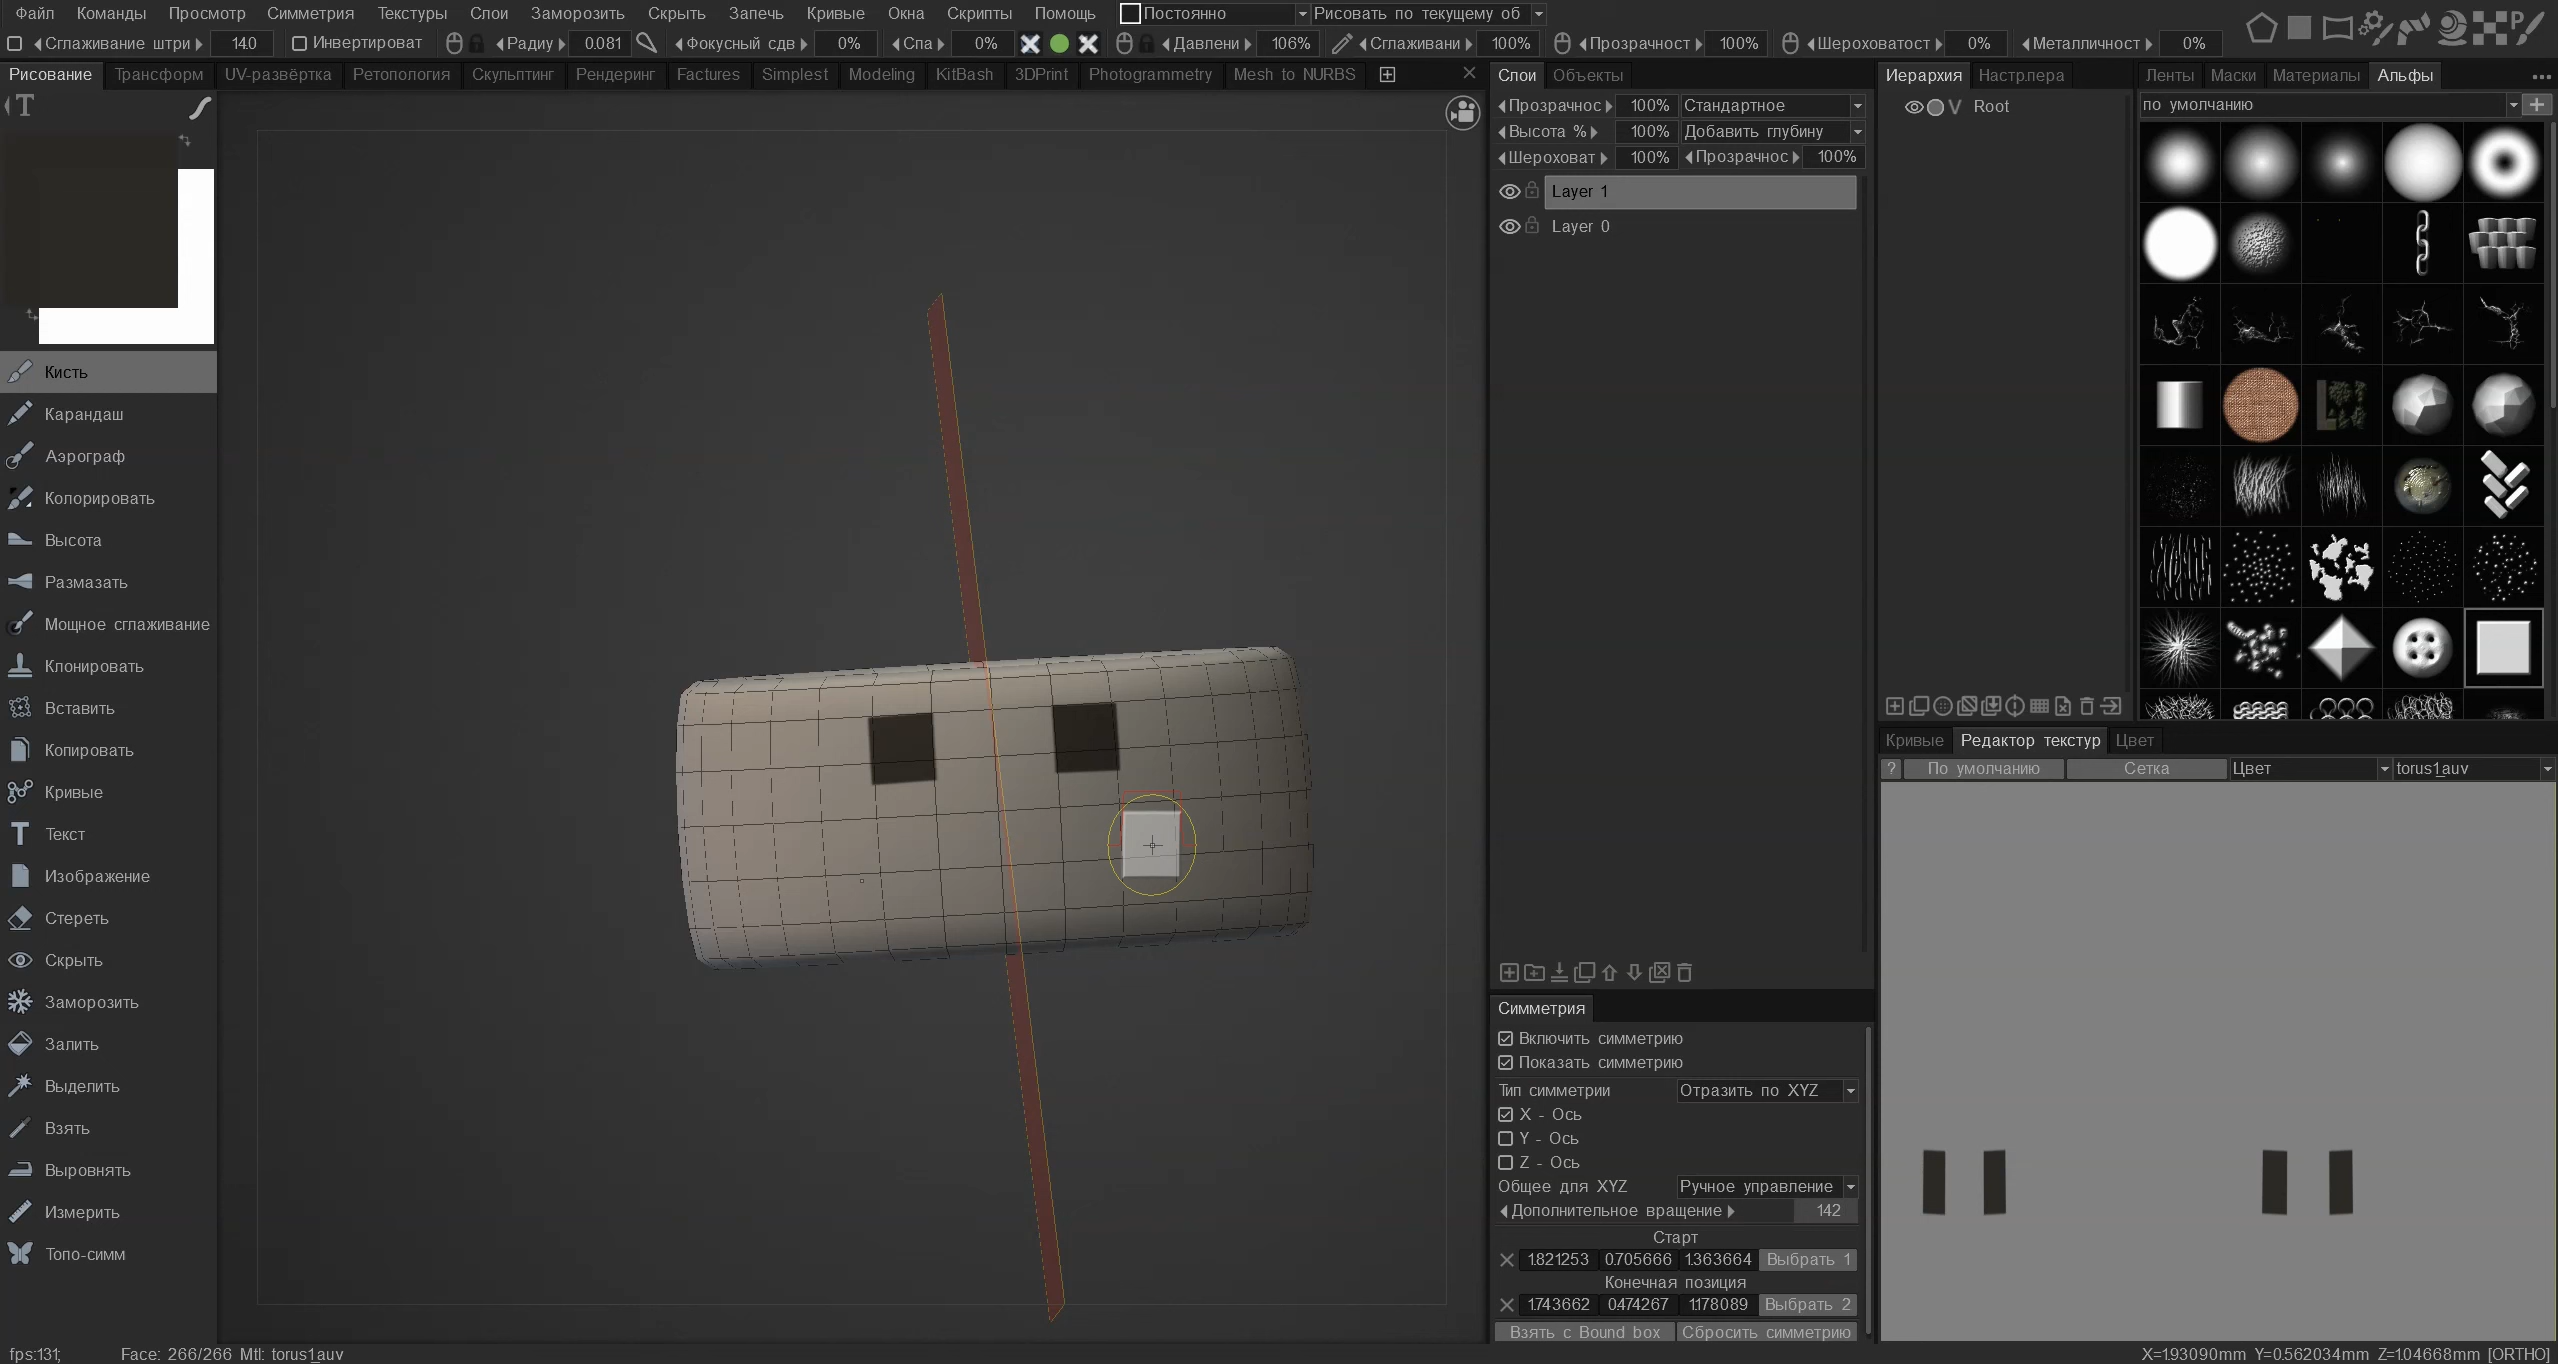 Файл Команды Просмотр Симметрия Текстуры Слои Заморозить Скрыть Запечь Кривые Окна Скрипты Помощь Постоянно Рисовать по текущему об
Сглаживание штри 14.0 Инвертироват Радиу 0.081 Фокусный сдв 0% Спа 0% Давлени 106% Сглаживани 100% Прозрачност 100% Шероховатост 0% Металличност 0%
Рисование Трансформ UV-развёртка Ретопология Скульптинг Рендеринг Factures Simplest Modeling KitBash 3DPrint Photogrammetry Mesh to NURBS
Кисть
Карандаш
Аэрограф
Колорировать
Высота
Размазать
Мощное сглаживание
Клонировать
Вставить
Копировать
Кривые
Текст
Изображение
Стереть
Скрыть
Заморозить
Залить
Выделить
Взять
Выровнять
Измерить
Топо-симм
Слои Объекты
Прозрачнос 100% Стандартное
Высота % 100% Добавить глубину
Шероховат 100% Прозрачнос 100%
Layer 1
Layer 0
Симметрия
Включить симметрию
Показать симметрию
Тип симметрии Отразить по XYZ
X - Ось
Y - Ось
Z - Ось
Общее для XYZ Ручное управление
Дополнительное вращение 142
Старт
1.821253 0.705666 1.363664 Выбрать 1
Конечная позиция
1.743662 0.474267 1.178089 Выбрать 2
Взять с Bound box Сбросить симметрию
Иерархия Настр.пера
V Root
Ленты Маски Материалы Альфы
по умолчанию
Кривые Редактор текстур Цвет
? По умолчанию Сетка Цвет torus1_auv
fps:131; Face: 266/266 Mtl: torus1_auv
X=1.93090mm Y=0.562034mm Z=1.04668mm [ORTHO]